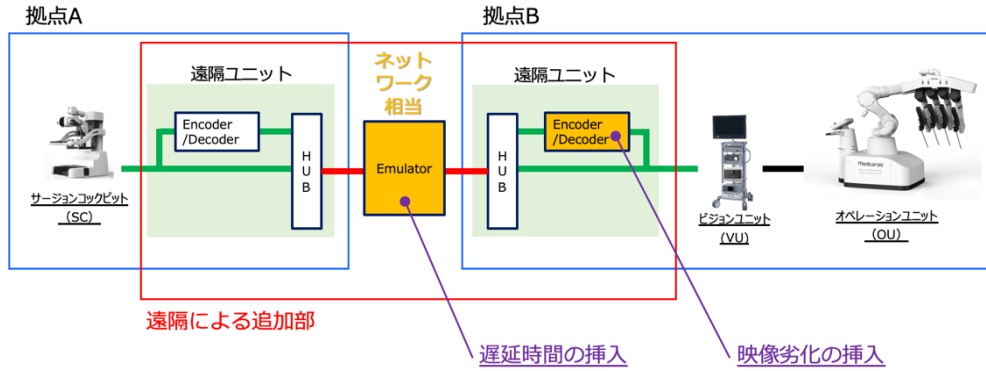 拠点A
拠点B
遠隔ユニット
ネット
ワーク
相当
遠隔ユニット
Encoder
/Decoder
H
U
B
Emulator
H
U
B
Encoder
/Decoder
サージョンコックピット
(SC)
ビジョンユニット
(VU)
medicaroid
オペレーションユニット
(OU)
遠隔による追加部
遅延時間の挿入
映像劣化の挿入